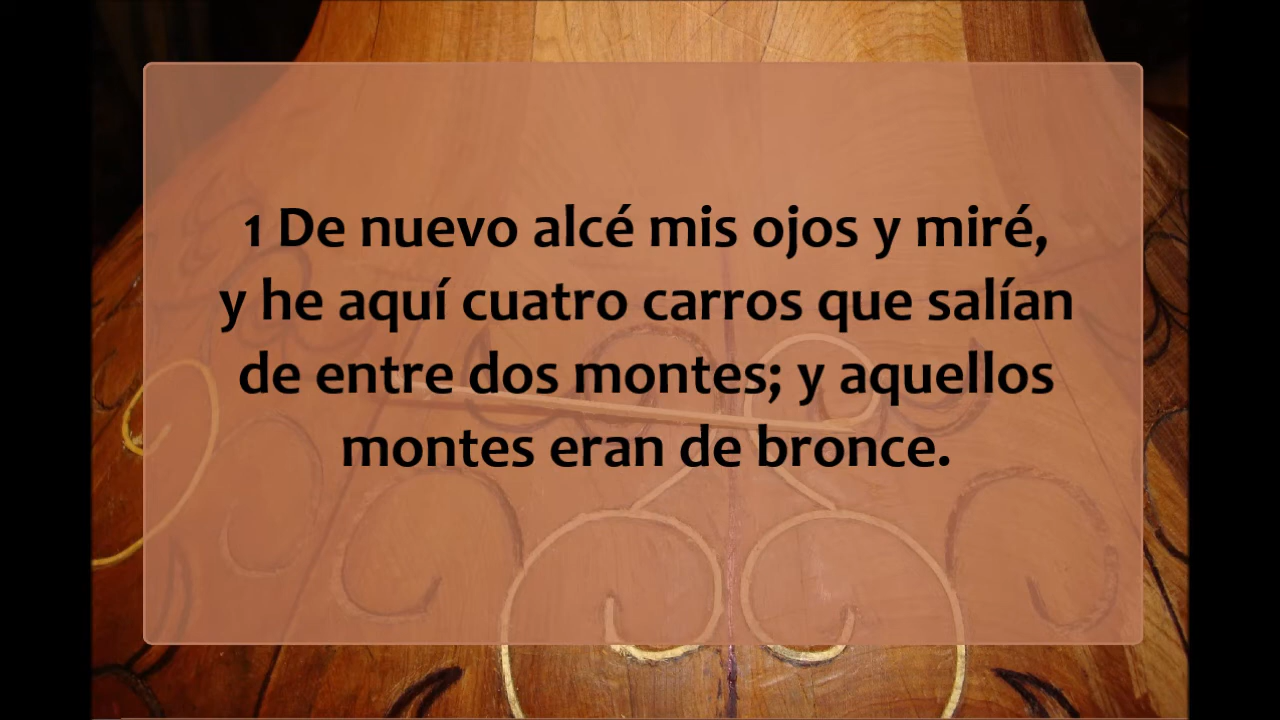 1 De nuevo alcé mis ojos y miré,
y he aquí cuatro carros que salían
de entre dos montes; y aquellos
montes eran de bronce.